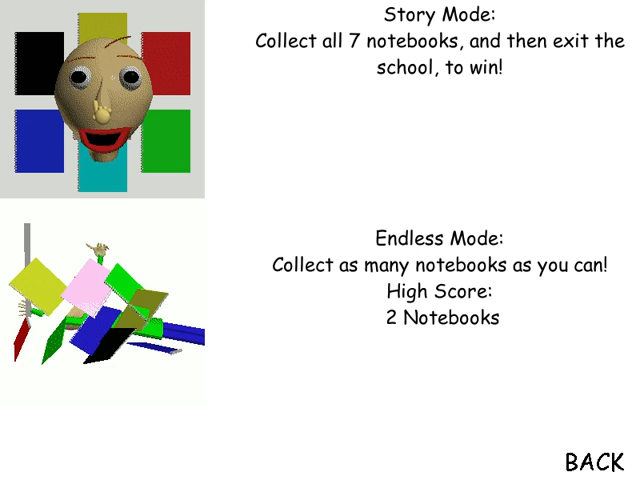 Story Mode:
Collect all 7 notebooks, and then exit the
school, to win!
Endless Mode:
Collect as many notebooks as you can!
High Score:
2 Notebooks
BACK